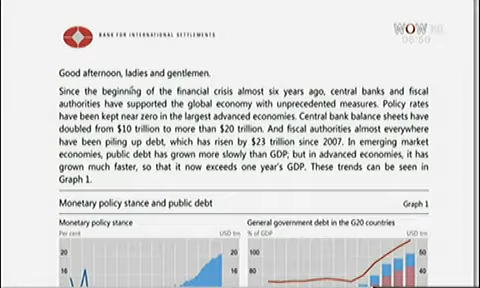 BANK FOR INTERNATIONAL SETTLEMENTS
WOW HD
Good afternoon, ladies and gentlemen.
Since the beginning of the financial crisis almost six years ago, central banks and fiscal
authorities have supported the global economy with unprecedented measures. Policy rates
have been kept near zero in the largest advanced economies. Central bank balance sheets have
doubled from $10 trillion to more than $20 trillion. And fiscal authorities almost everywhere
have been piling up debt, which has risen by $23 trillion since 2007. In emerging market
economies, public debt has grown more slowly than GDP; but in advanced economies, it has
grown much faster, so that it now exceeds one year's GDP. These trends can be seen in
Graph 1.
Monetary policy stance and public debt Graph 1
Monetary policy stance General government debt in the G20 countries
Per cent USD trn % of GDP USD trn
20 20 100 50
16 16 80 40